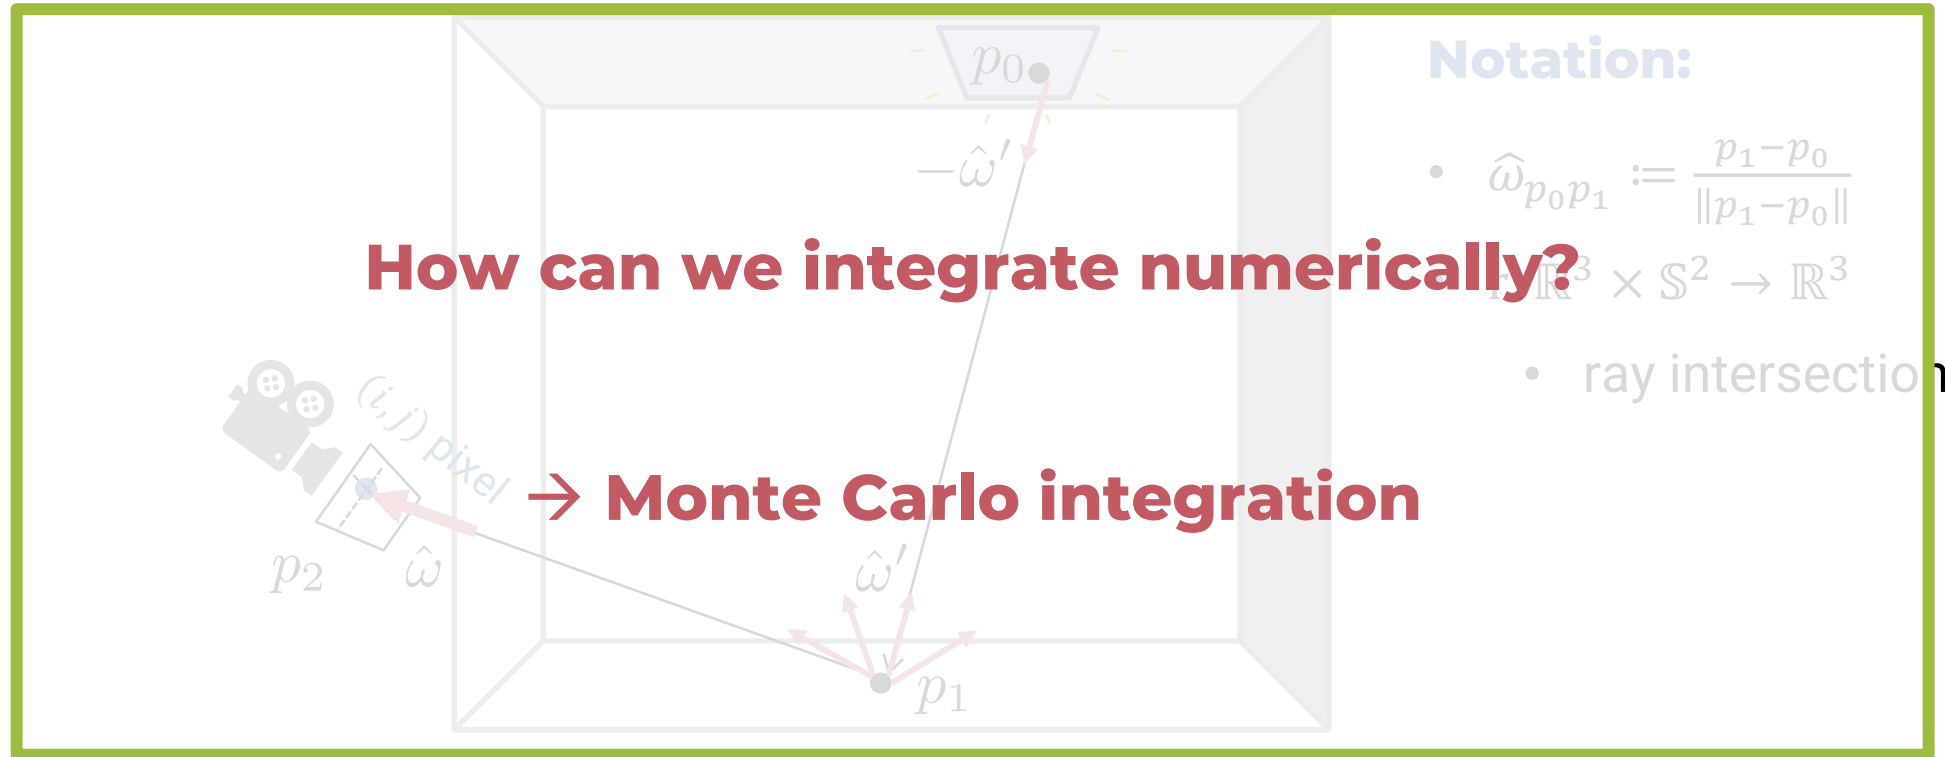 How can we integrate numerically?
→ Monte Carlo integration
Notation:
• ω̂_{p₀p₁} := (p₁−p₀) / ‖p₁−p₀‖
ℝ³ × 𝕊² → ℝ³
• ray intersection
p₀
−ω̂′
(i, j) pixel
p₂
ω̂
ω̂′
p₁